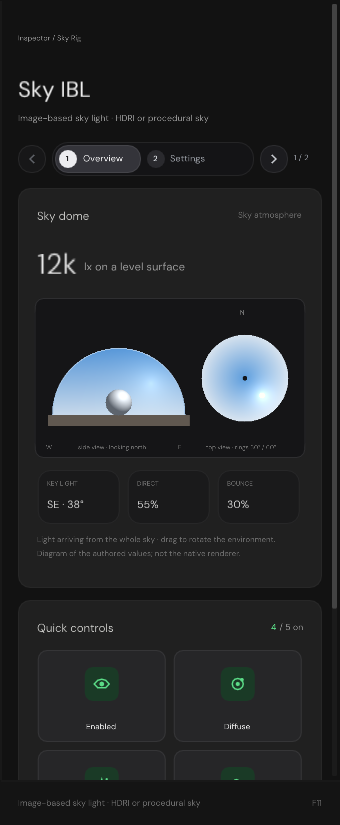 Inspector / Sky Rig
Sky IBL
Image-based sky light · HDRI or procedural sky
1 Overview
2 Settings
1 / 2
Sky dome
Sky atmosphere
12k lx on a level surface
N
W
side view · looking north
E
top view · rings 30° / 60°
KEY LIGHT
DIRECT
BOUNCE
SE · 38°
55%
30%
Light arriving from the whole sky · drag to rotate the environment.
Diagram of the authored values; not the native renderer.
Quick controls
4 / 5 on
Enabled
Diffuse
Image-based sky light · HDRI or procedural sky
F11